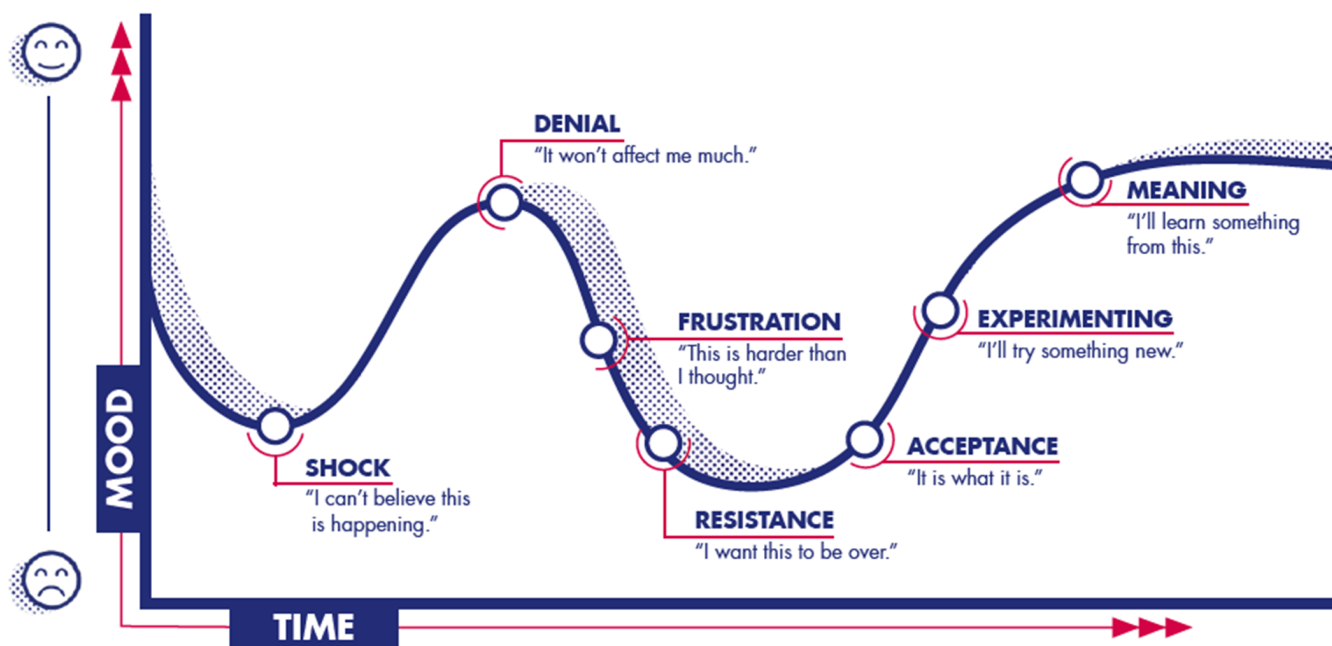 DENIAL
“It won’t affect me much.”
MEANING
“I’ll learn something
from this.”
FRUSTRATION
“This is harder than
I thought.”
EXPERIMENTING
“I’ll try something new.”
MOOD
SHOCK
“I can’t believe this
is happening.”
ACCEPTANCE
“It is what it is.”
RESISTANCE
“I want this to be over.”
TIME